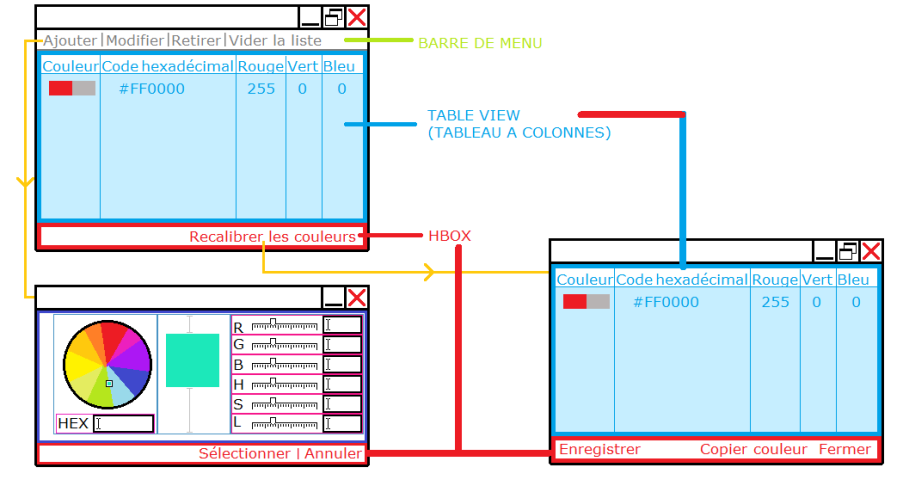 Ajouter|Modifier|Retirer|Vider la liste
BARRE DE MENU
Couleur Code hexadécimal Rouge Vert Bleu
#FF0000 255 0 0
TABLE VIEW
(TABLEAU A COLONNES)
Recalibrer les couleurs
HBOX
Couleur Code hexadécimal Rouge Vert Bleu
#FF0000 255 0 0
R
G
B
H
S
L
HEX
Sélectionner | Annuler
Enregistrer Copier couleur Fermer